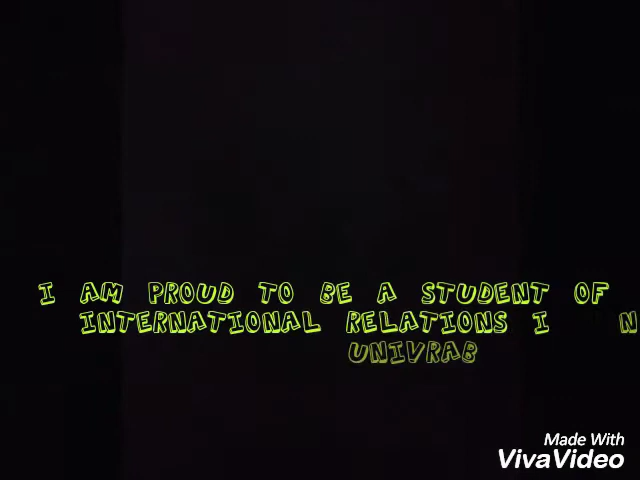 I AM PROUD TO BE A STUDENT OF
INTERNATIONAL RELATIONS I N
UNIVRAB
Made With
VivaVideo